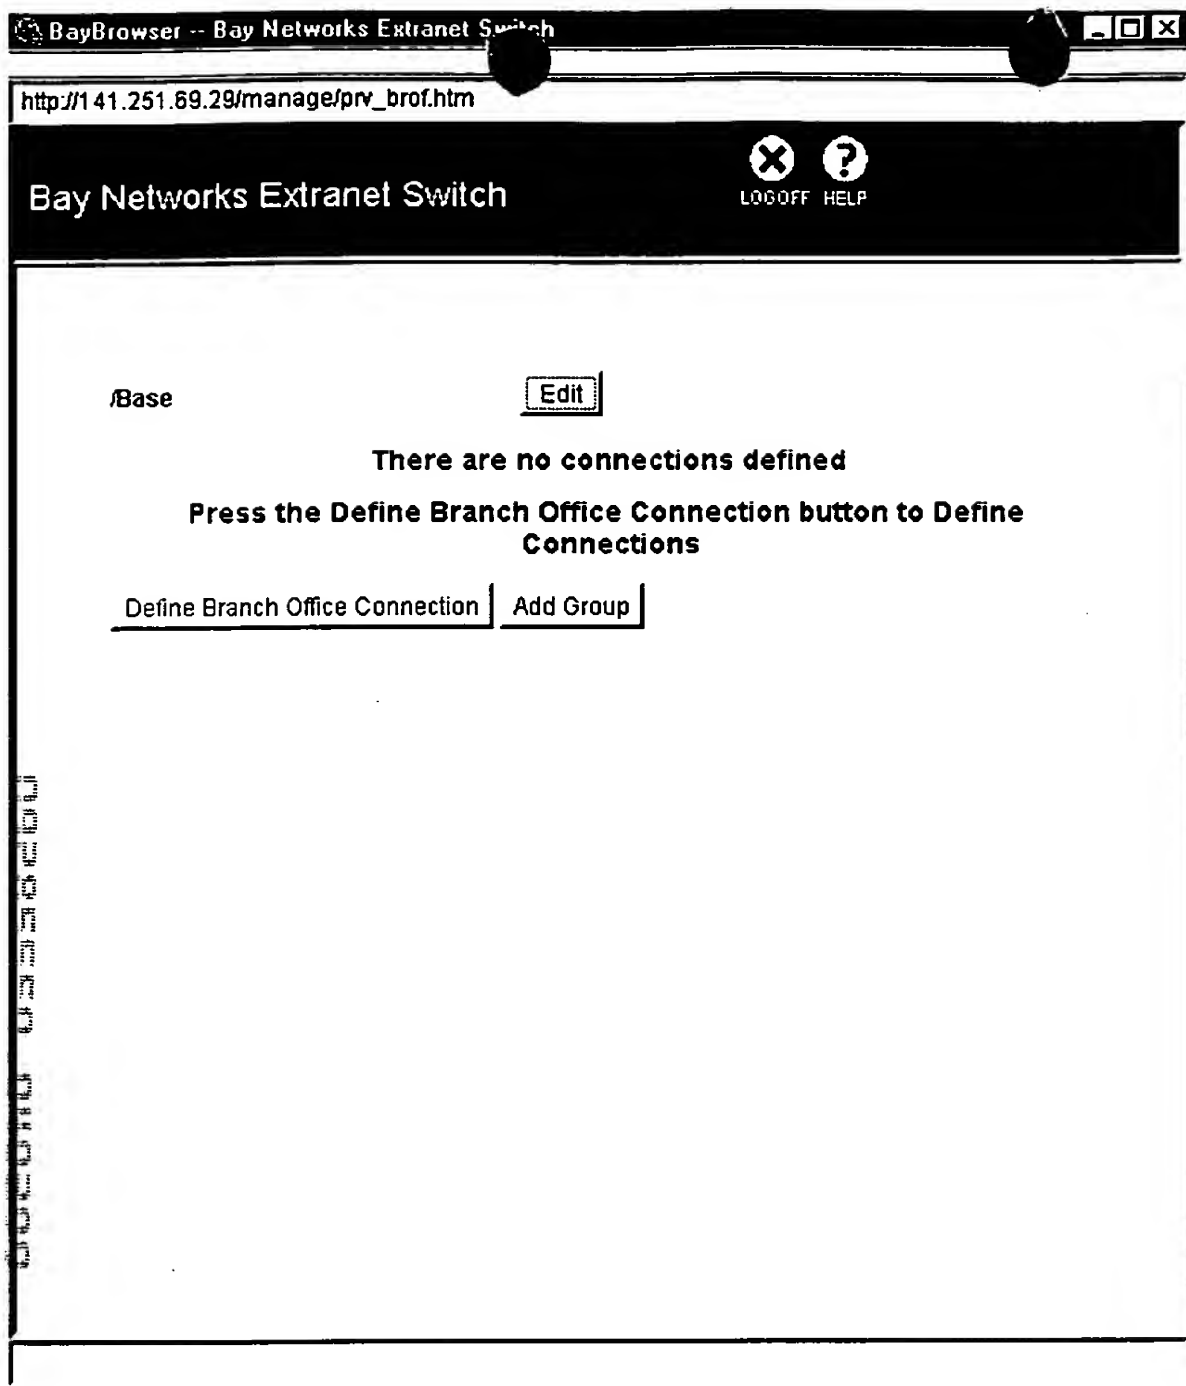 BayBrowser -- Bay Networks Extranet Switch
http://141.251.69.29/manage/prv_brof.htm
Bay Networks Extranet Switch
LOGOFF HELP
/Base Edit
There are no connections defined
Press the Define Branch Office Connection button to Define
Connections
Define Branch Office Connection Add Group